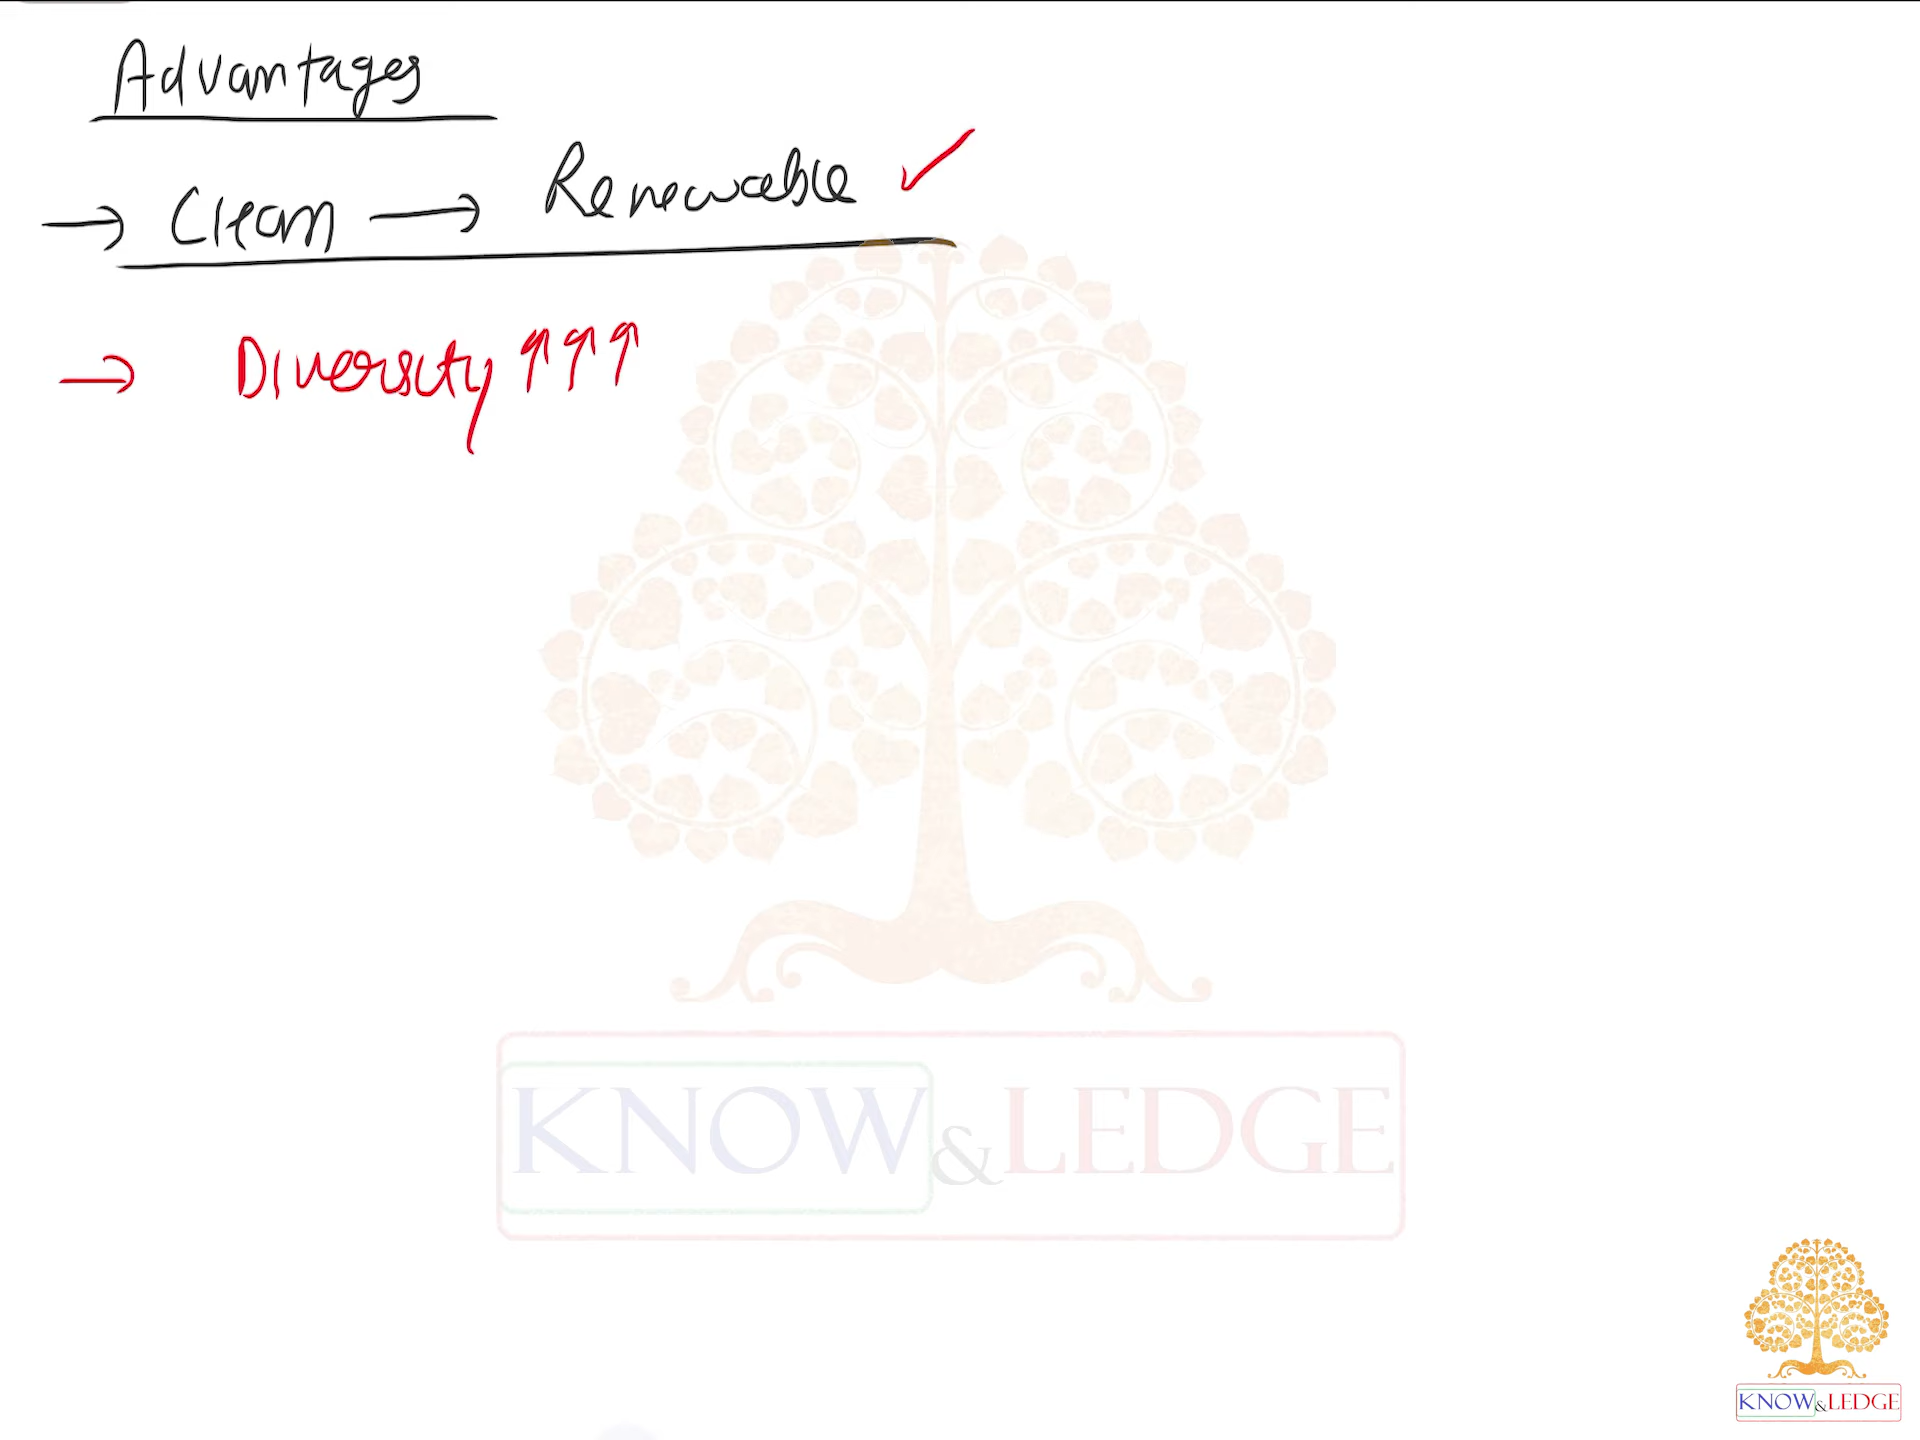 Advantages
→ Clean → Renewable ✓
→ Diversity ↑↑↑
KNOW&LEDGE
KNOW&LEDGE